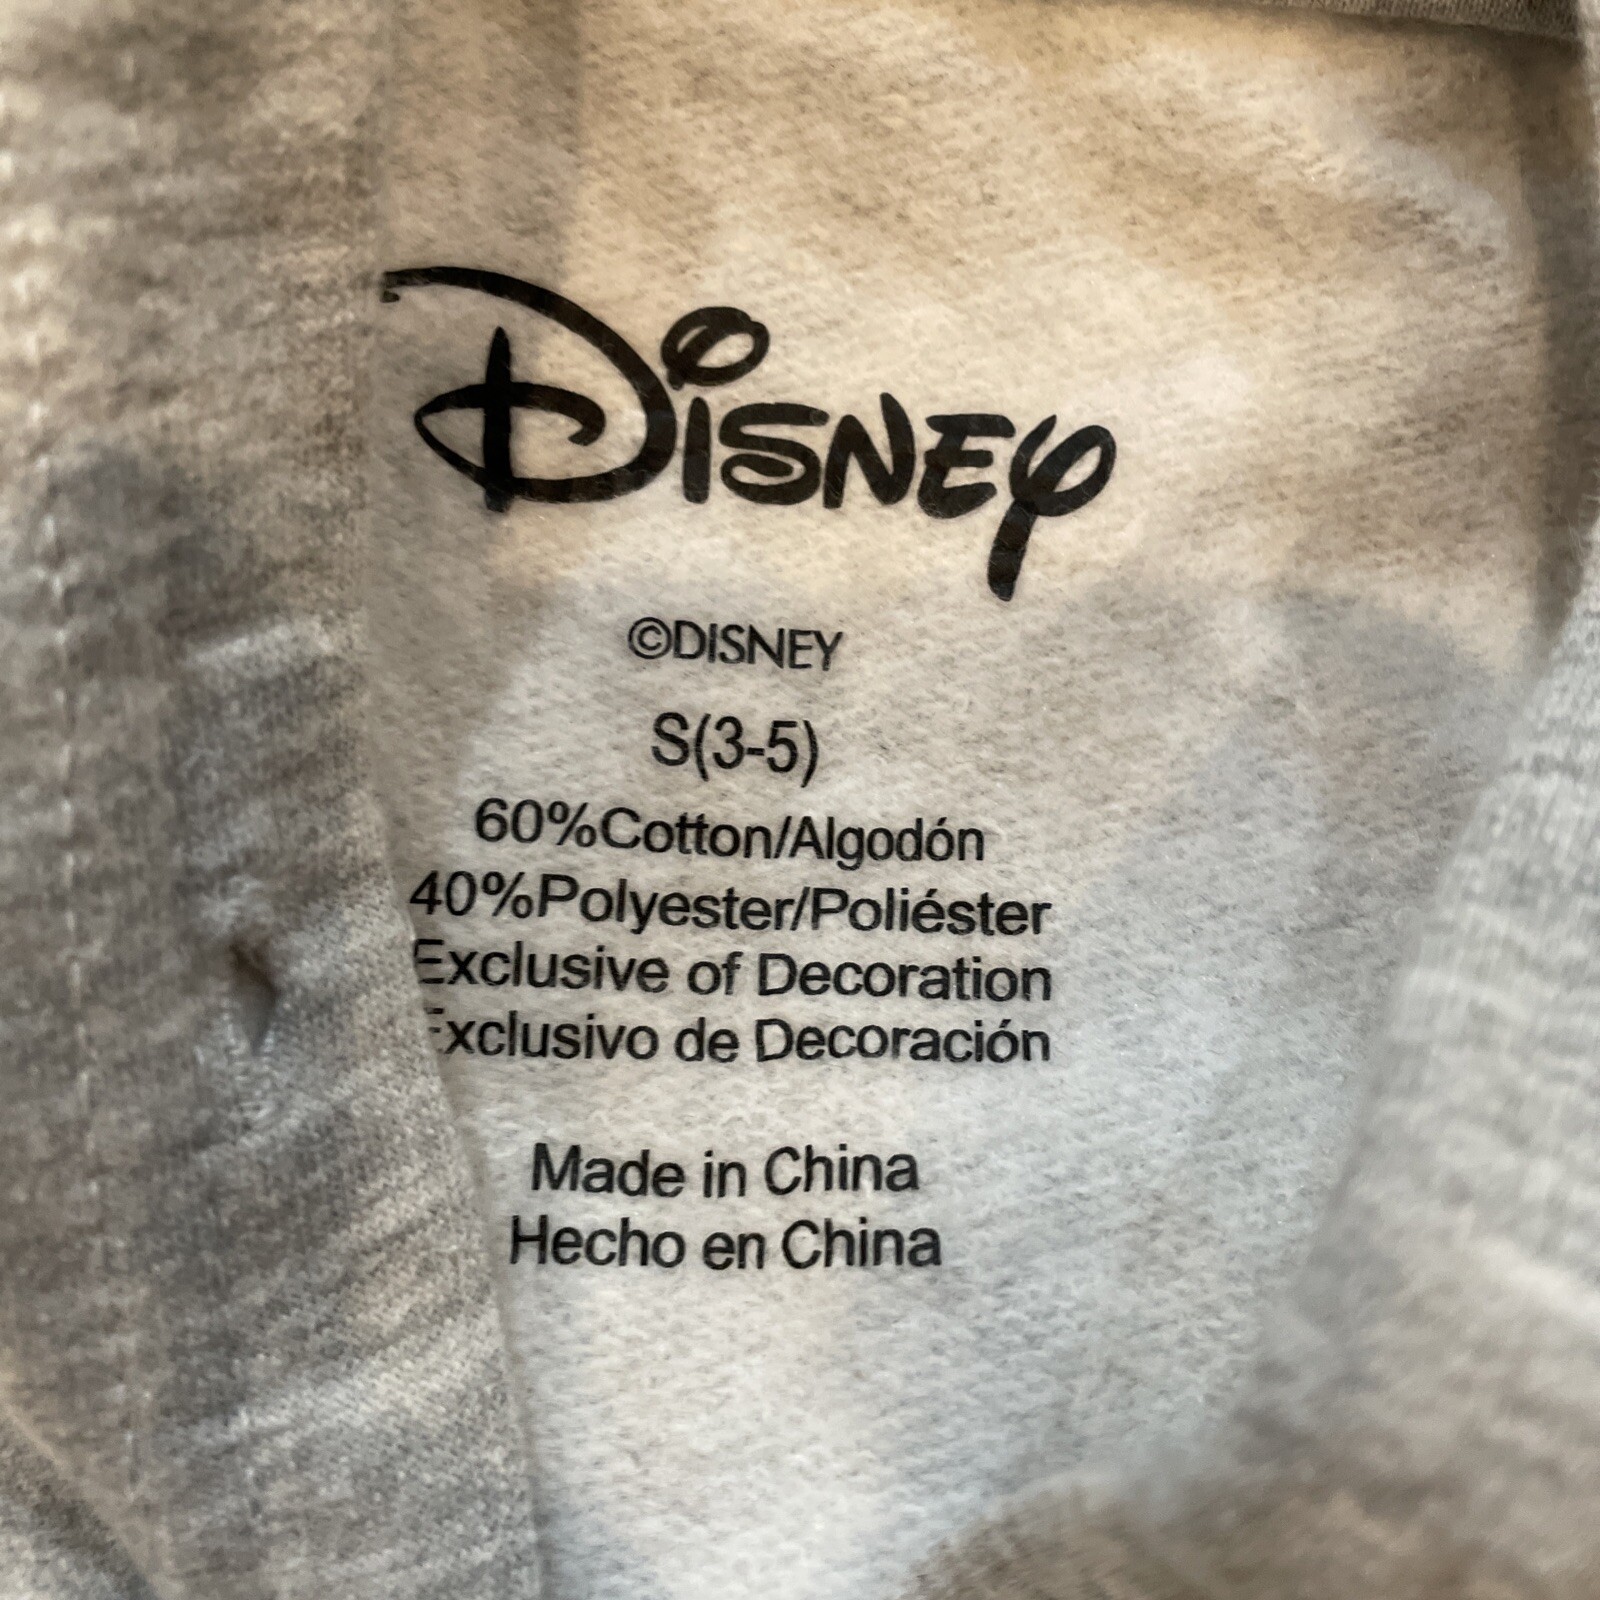 Disney
©DISNEY
S(3-5)
60%Cotton/Algodón
40%Polyester/Poliéster
Exclusive of Decoration
Exclusivo de Decoración
Made in China
Hecho en China